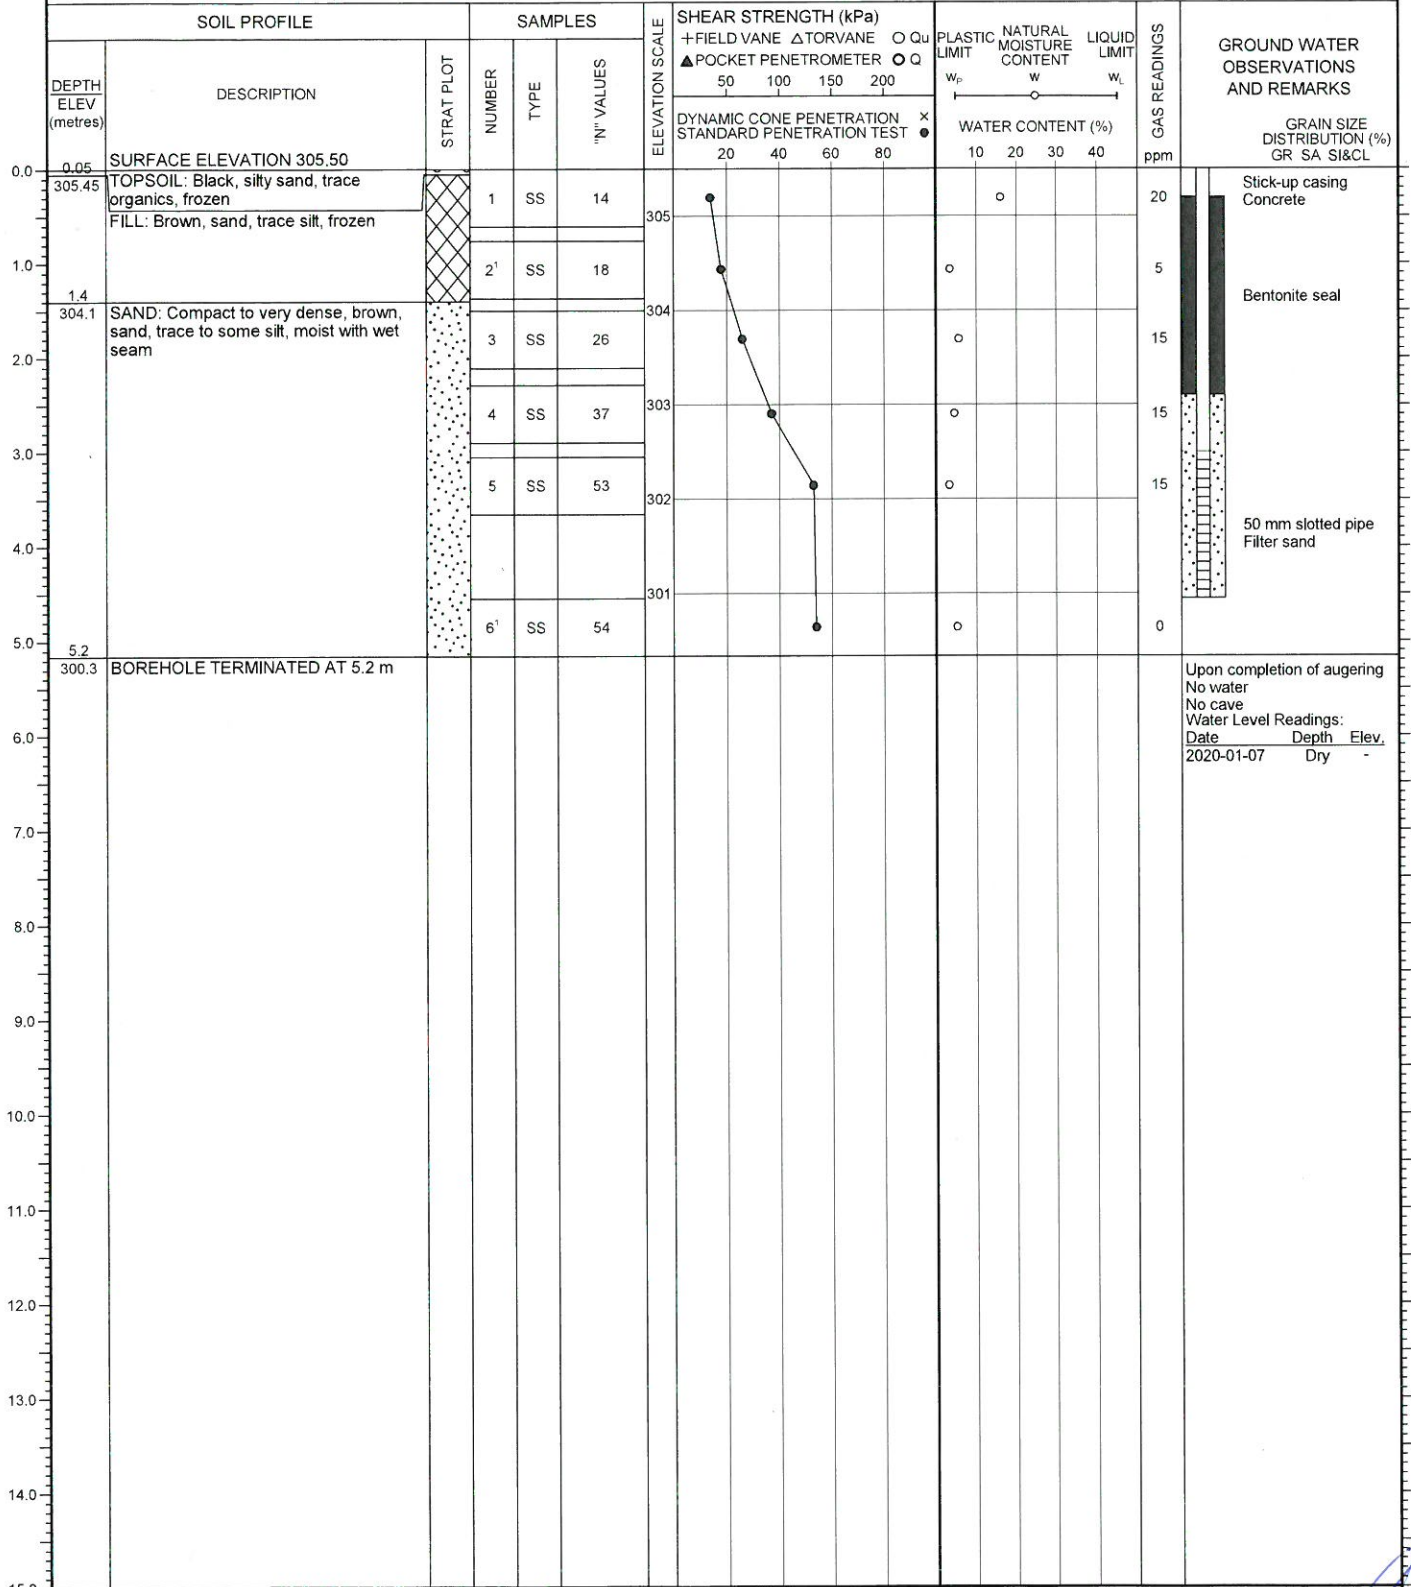 SOIL PROFILE
SAMPLES
ELEVATION SCALE
SHEAR STRENGTH (kPa)
+FIELD VANE △TORVANE ○ Qu
▲POCKET PENETROMETER O Q
50 100 150 200
DYNAMIC CONE PENETRATION ×
STANDARD PENETRATION TEST ●
20 40 60 80
PLASTIC LIMIT
NATURAL MOISTURE CONTENT
LIQUID LIMIT
WP W WL
WATER CONTENT (%)
10 20 30 40
GAS READINGS
ppm
GROUND WATER
OBSERVATIONS
AND REMARKS
GRAIN SIZE
DISTRIBUTION (%)
GR SA SI&CL
DEPTH
ELEV
(metres)
DESCRIPTION
STRAT PLOT
NUMBER
TYPE
"N" VALUES
SURFACE ELEVATION 305.50
0.0
0.05
305.45
TOPSOIL: Black, silty sand, trace
organics, frozen
FILL: Brown, sand, trace silt, frozen
1 SS 14
305
20
Stick-up casing
Concrete
1.0
2¹ SS 18
5
Bentonite seal
1.4
304.1
SAND: Compact to very dense, brown,
sand, trace to some silt, moist with wet
seam
304
3 SS 26
15
2.0
303
4 SS 37
15
3.0
5 SS 53
15
302
4.0
50 mm slotted pipe
Filter sand
301
6¹ SS 54
0
5.0
5.2
300.3
BOREHOLE TERMINATED AT 5.2 m
Upon completion of augering
No water
No cave
Water Level Readings:
Date Depth Elev.
2020-01-07 Dry -
6.0
7.0
8.0
9.0
10.0
11.0
12.0
13.0
14.0